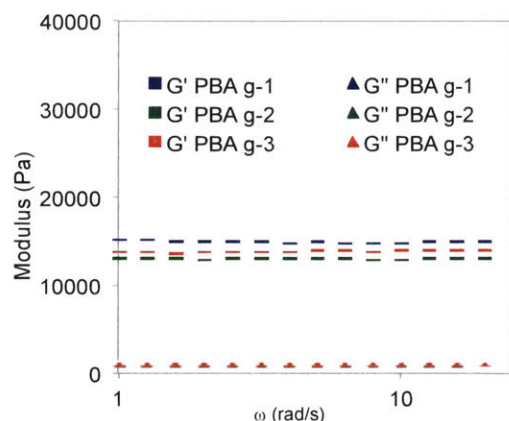 40000
30000
20000
10000
0
Modulus (Pa)
G' PBA g-1
G'' PBA g-1
G' PBA g-2
G'' PBA g-2
G' PBA g-3
G'' PBA g-3
1
10
ω (rad/s)